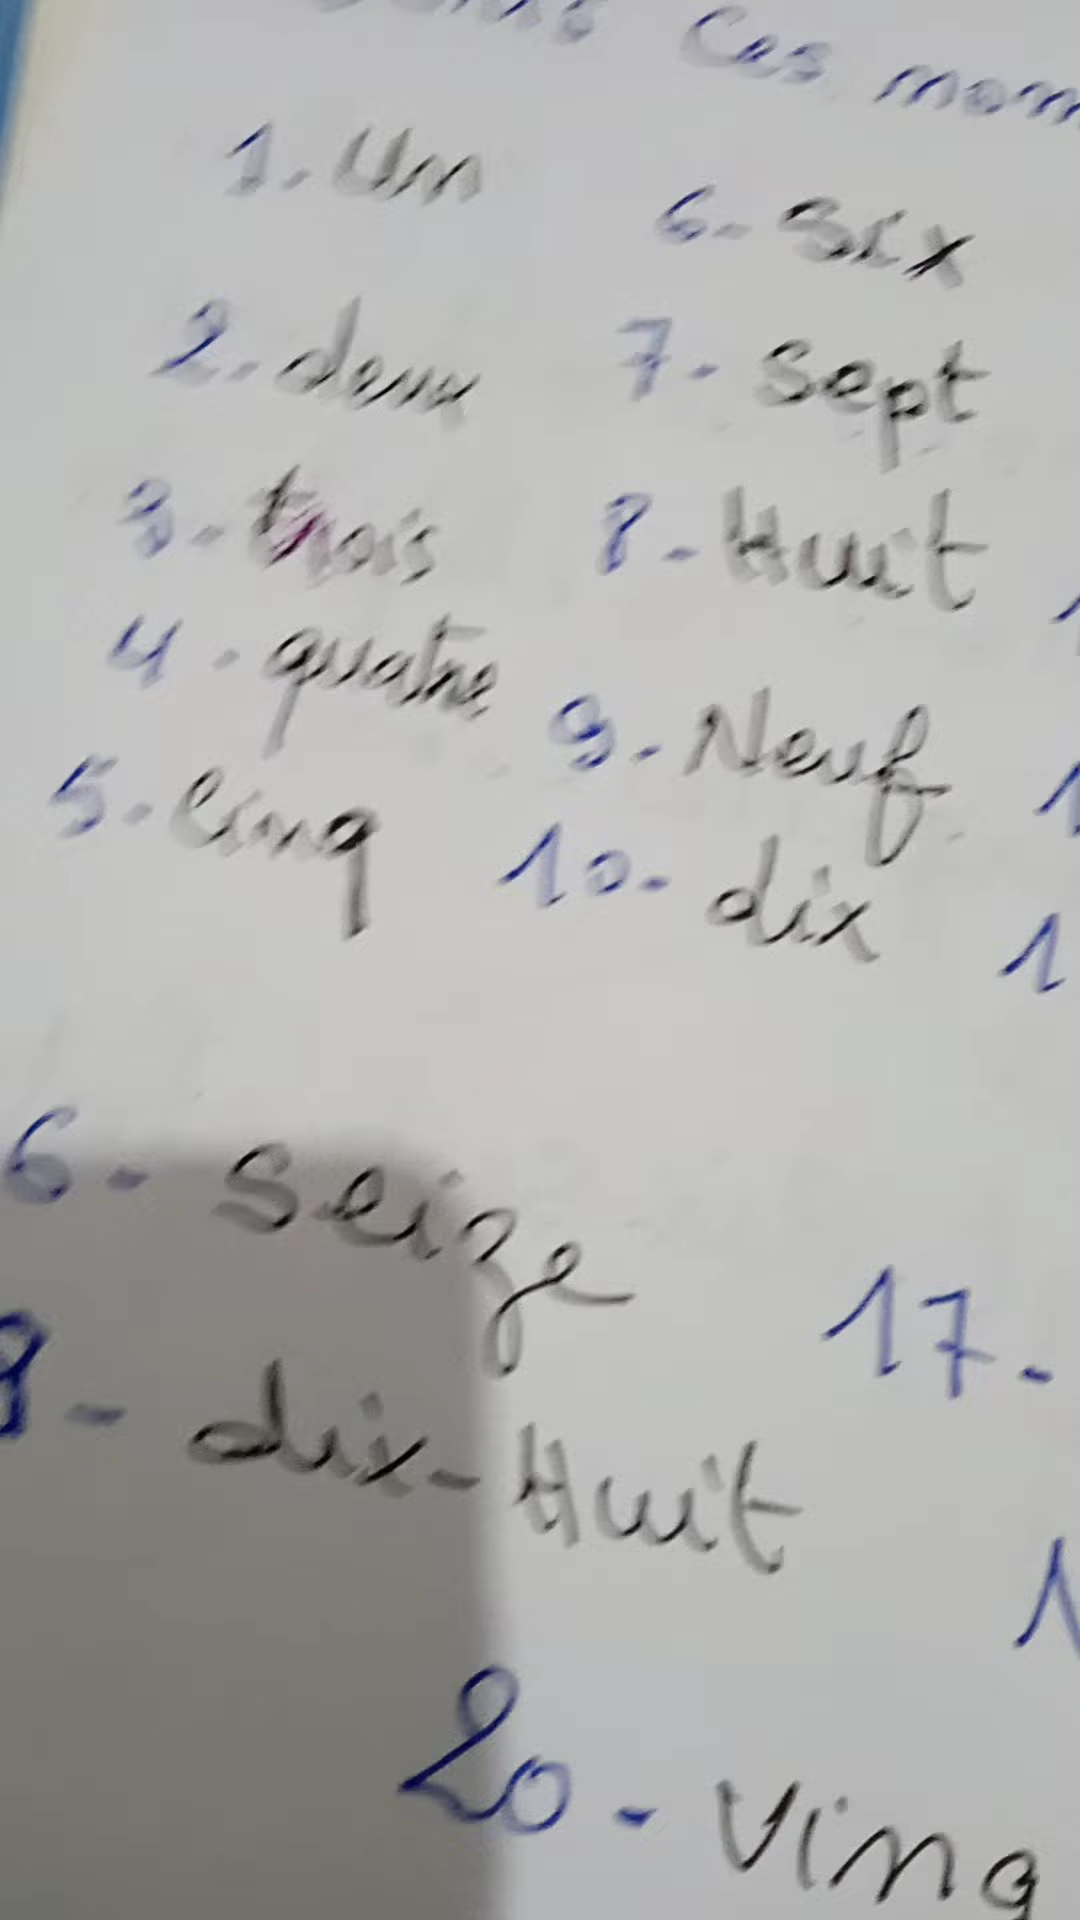 Ces
1. Un
2. deux
3. trois
4. quatre
5. Cinq
6. Six
7. Sept
8. Huit
9. Neuf
10. dix
6. Seize
17.
8- dix-Huit
20. Ving